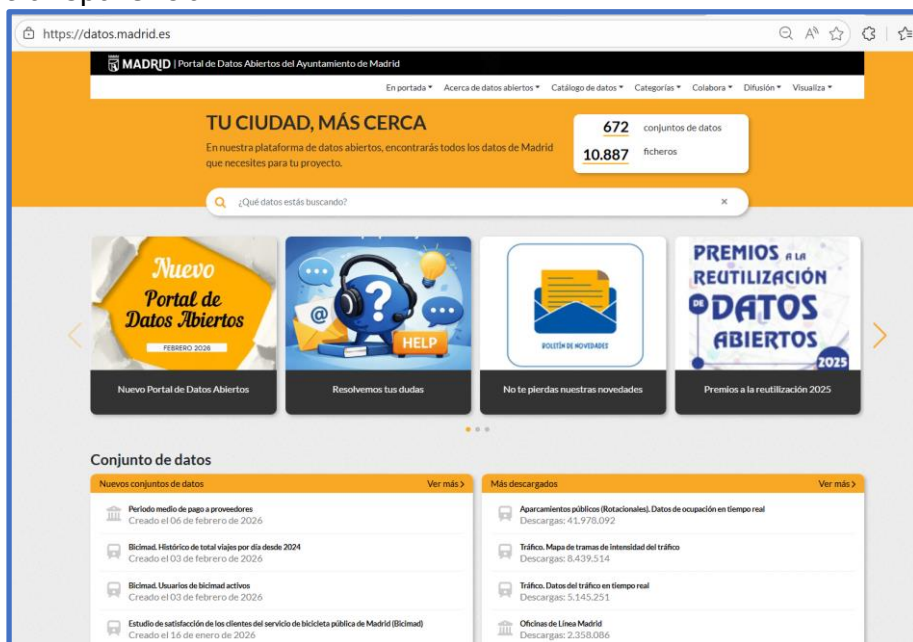 https://datos.madrid.es
MADRID | Portal de Datos Abiertos del Ayuntamiento de Madrid
En portada Acerca de datos abiertos Catálogo de datos Categorías Colabora Difusión Visualiza
TU CIUDAD, MÁS CERCA
En nuestra plataforma de datos abiertos, encontrarás todos los datos de Madrid
que necesites para tu proyecto.
672 conjuntos de datos
10.887 ficheros
¿Qué datos estás buscando?
Nuevo
Portal de
Datos Abiertos
FEBRERO 2026
Nuevo Portal de Datos Abiertos
@
?
HELP
Resolvemos tus dudas
BOLETÍN DE NOVEDADES
No te pierdas nuestras novedades
PREMIOS A LA
REUTILIZACIÓN
DE DATOS
ABIERTOS
2025
Premios a la reutilización 2025
Conjunto de datos
Nuevos conjuntos de datos Ver más
Periodo medio de pago a proveedores
Creado el 06 de febrero de 2026
Bicimad. Histórico de total viajes por día desde 2024
Creado el 03 de febrero de 2026
Bicimad. Usuarios de bicimad activos
Creado el 03 de febrero de 2026
Estudio de satisfacción de los clientes del servicio de bicicleta pública de Madrid (Bicimad)
Creado el 16 de enero de 2026
Más descargados Ver más
Aparcamientos públicos (Rotacionales). Datos de ocupación en tiempo real
Descargas: 41.978.092
Tráfico. Mapa de tramas de intensidad del tráfico
Descargas: 8.439.514
Tráfico. Datos del tráfico en tiempo real
Descargas: 5.145.251
Oficinas de Línea Madrid
Descargas: 2.358.086